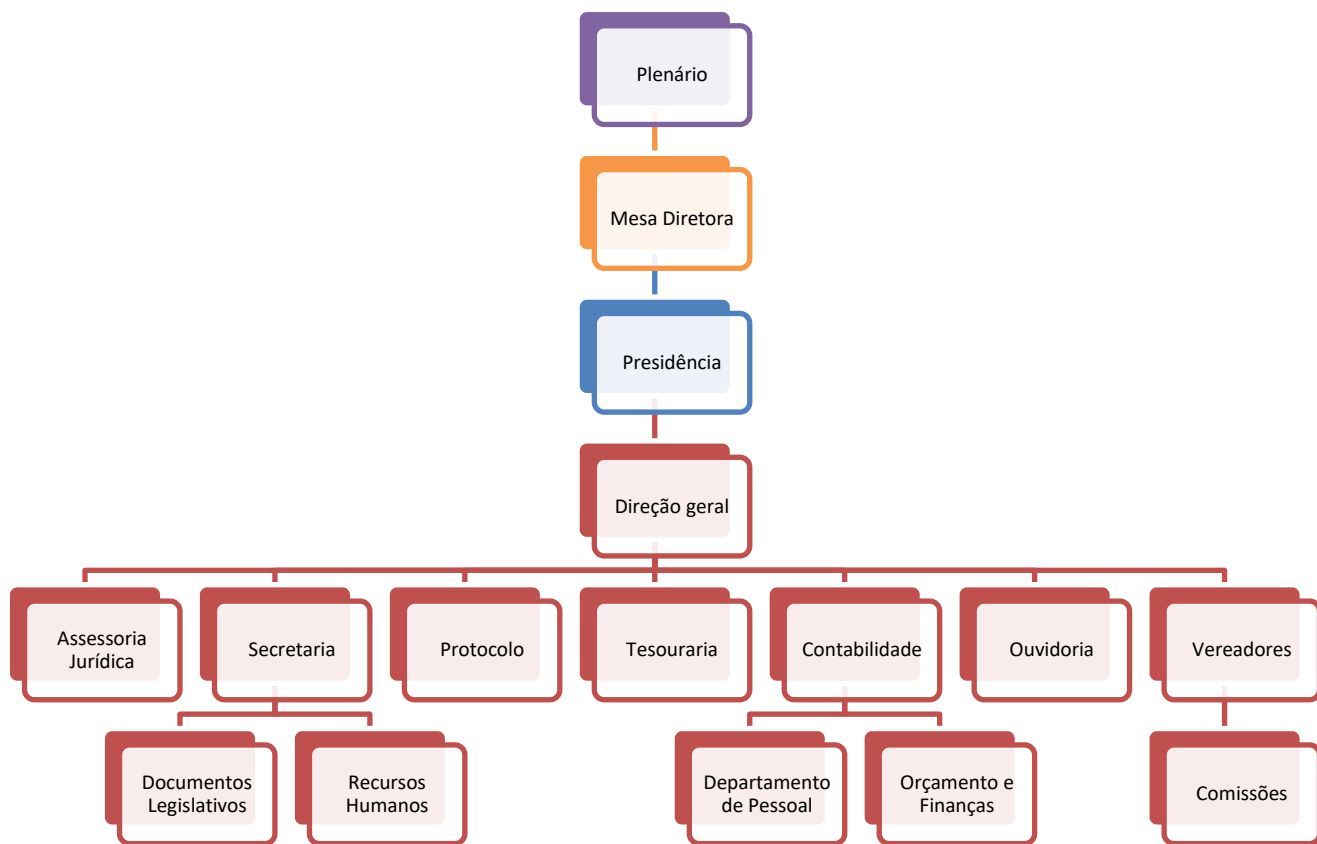 Plenário
Mesa Diretora
Presidência
Direção geral
Assessoria
Jurídica
Secretaria
Protocolo
Tesouraria
Contabilidade
Ouvidoria
Vereadores
Documentos
Legislativos
Recursos
Humanos
Departamento
de Pessoal
Orçamento e
Finanças
Comissões